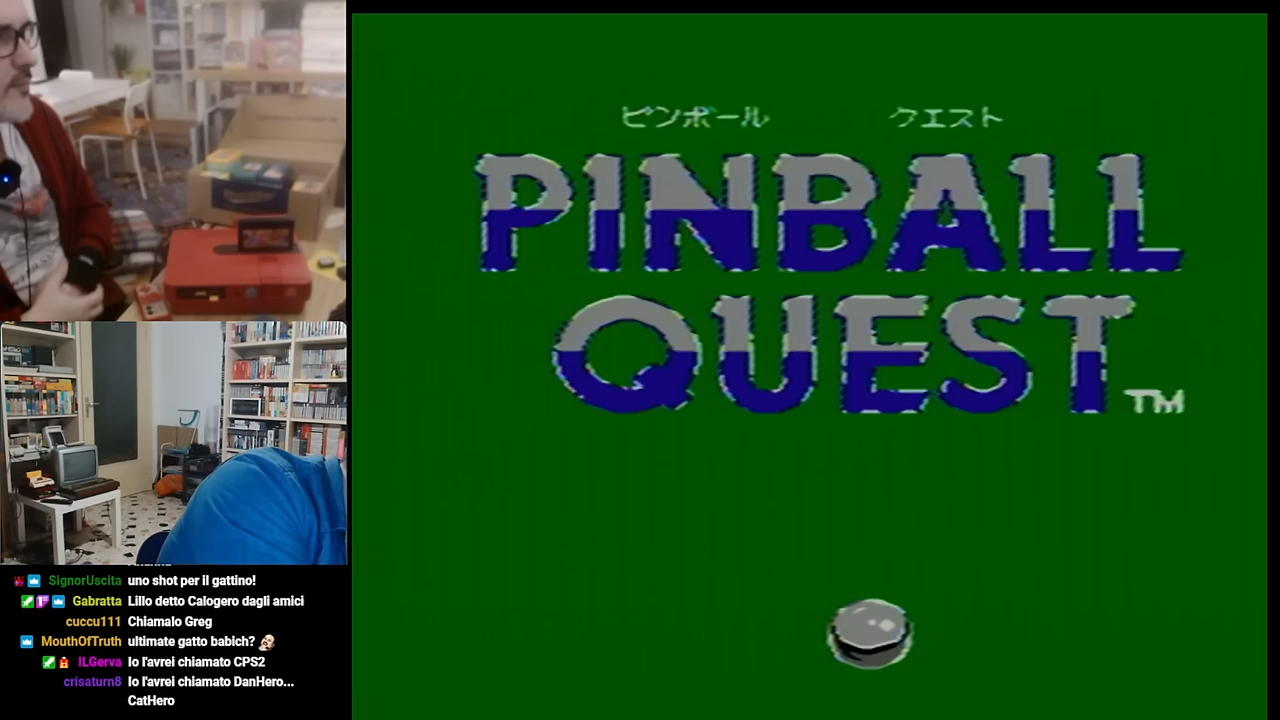 ピンボール クエスト
PINBALL
QUEST TM
SignorUscita uno shot per il gattino!
Gabratta Lillo detto Calogero dagli amici
cuccu111 Chiamalo Greg
MouthOfTruth ultimate gatto babich?
ILGerva Io l'avrei chiamato CPS2
crisaturn8 Io l'avrei chiamato DanHero...
CatHero